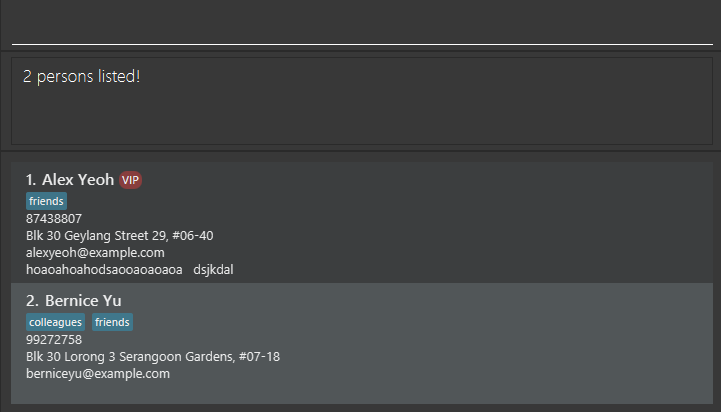 2 persons listed!
1. Alex Yeoh VIP
friends
87438807
Blk 30 Geylang Street 29, #06-40
alexyeoh@example.com
hoaoahoahodsaooaoaoaoa dsjkdal
2. Bernice Yu
colleagues friends
99272758
Blk 30 Lorong 3 Serangoon Gardens, #07-18
berniceyu@example.com